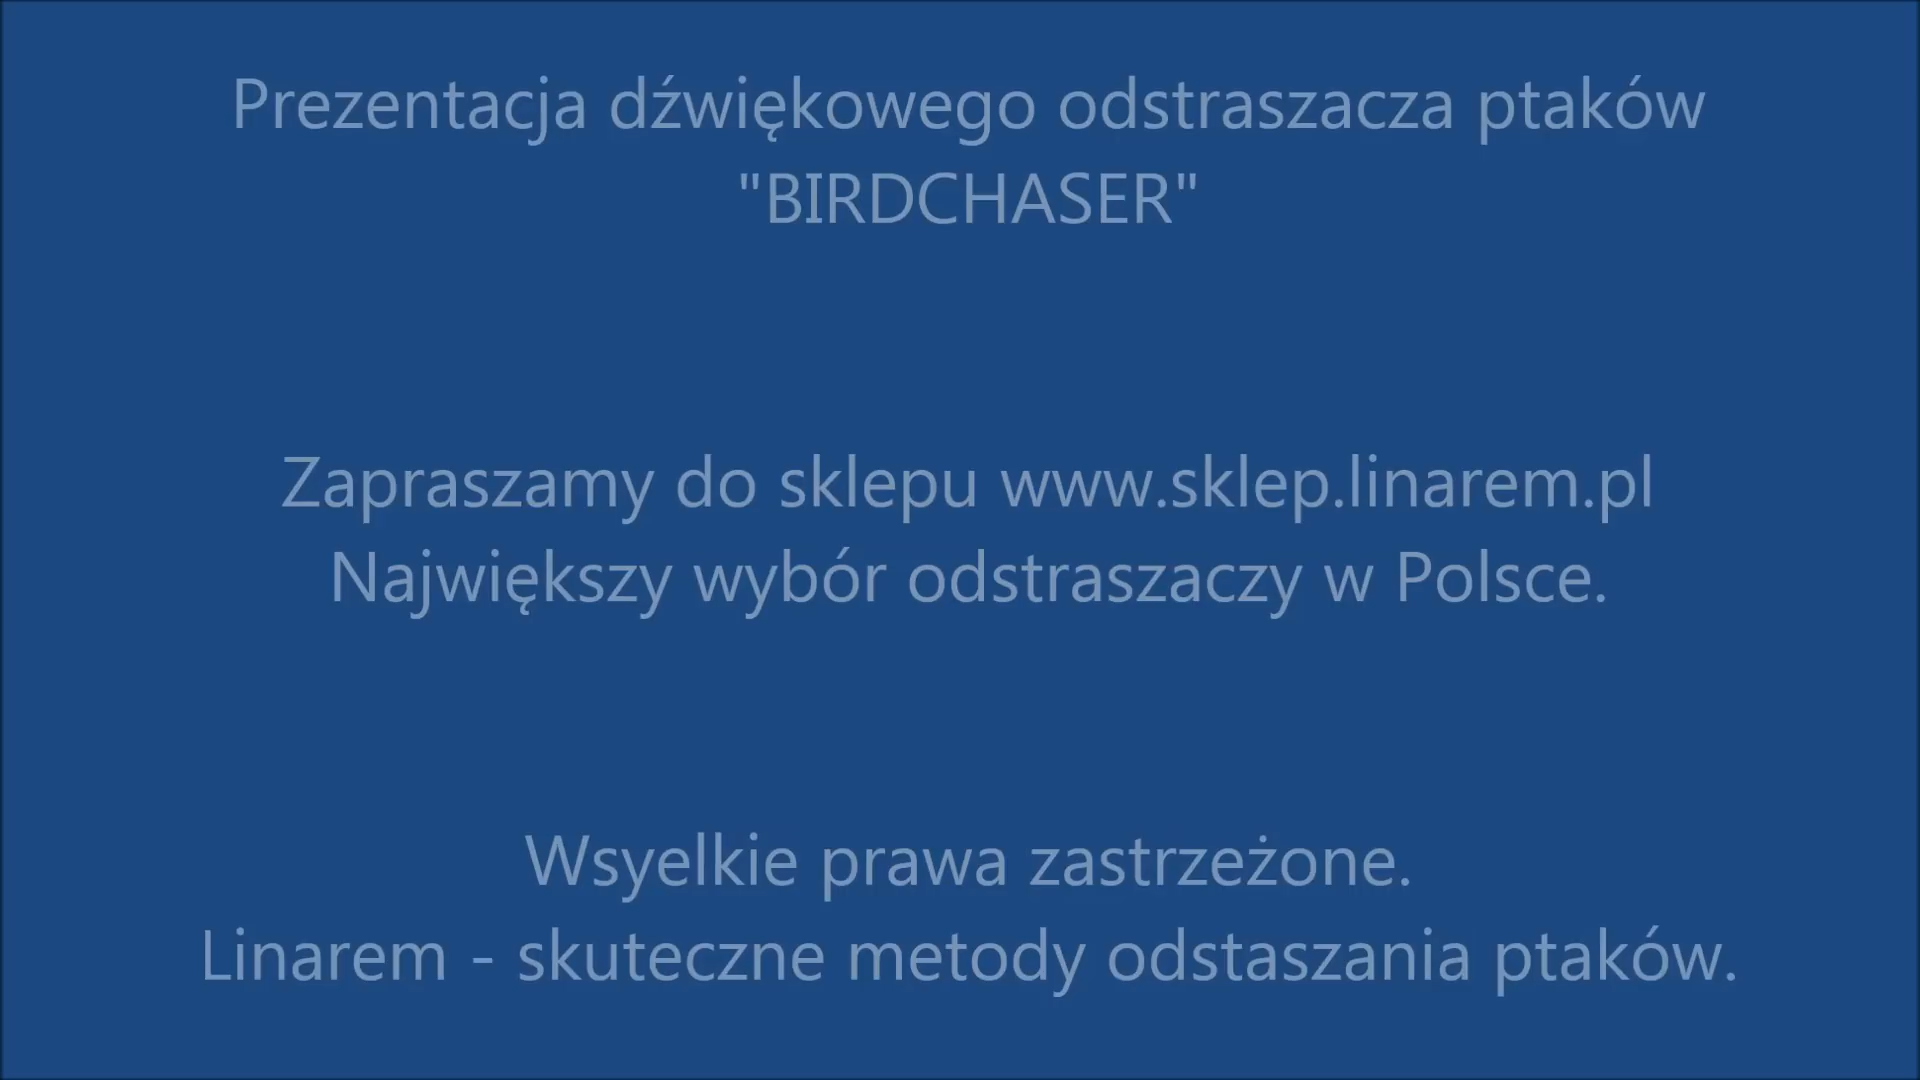 Prezentacja dźwiękowego odstraszacza ptaków
"BIRDCHASER"
Zapraszamy do sklepu www.sklep.linarem.pl
Największy wybór odstraszaczy w Polsce.
Wsyelkie prawa zastrzeżone.
Linarem - skuteczne metody odstaszania ptaków.